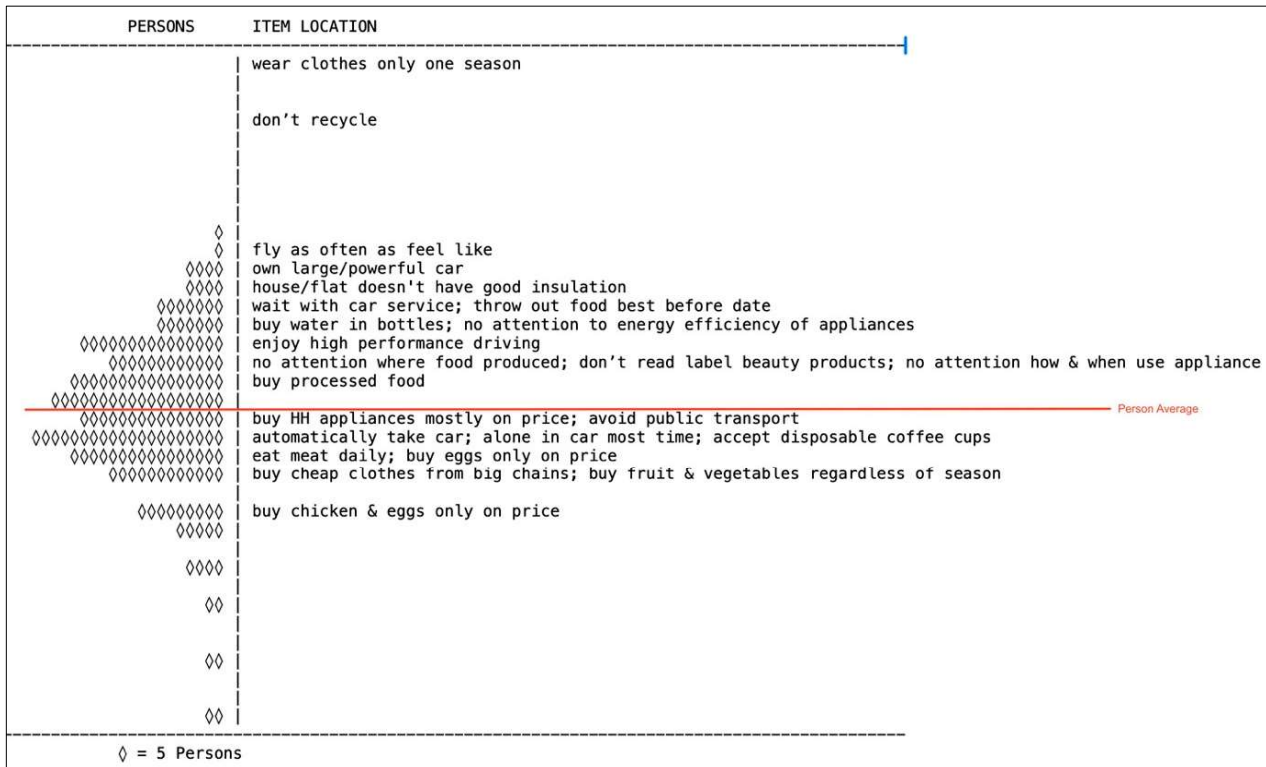 PERSONS ITEM LOCATION
wear clothes only one season
don’t recycle
◊
◊ | fly as often as feel like
◊◊◊◊ | own large/powerful car
◊◊◊◊ | house/flat doesn't have good insulation
◊◊◊◊◊◊◊ | wait with car service; throw out food best before date
◊◊◊◊◊◊◊ | buy water in bottles; no attention to energy efficiency of appliances
◊◊◊◊◊◊◊◊◊◊◊◊◊◊◊ | enjoy high performance driving
◊◊◊◊◊◊◊◊◊◊◊◊ | no attention where food produced; don’t read label beauty products; no attention how & when use appliance
◊◊◊◊◊◊◊◊◊◊◊◊◊◊◊◊ | buy processed food
◊◊◊◊◊◊◊◊◊◊◊◊◊◊◊◊◊◊ |
Person Average
◊◊◊◊◊◊◊◊◊◊◊◊◊◊◊ | buy HH appliances mostly on price; avoid public transport
◊◊◊◊◊◊◊◊◊◊◊◊◊◊◊◊◊◊◊◊ | automatically take car; alone in car most time; accept disposable coffee cups
◊◊◊◊◊◊◊◊◊◊◊◊◊◊◊◊ | eat meat daily; buy eggs only on price
◊◊◊◊◊◊◊◊◊◊◊◊ | buy cheap clothes from big chains; buy fruit & vegetables regardless of season
◊◊◊◊◊◊◊◊◊ | buy chicken & eggs only on price
◊◊◊◊◊ |
◊◊◊◊ |
◊◊ |
◊◊ |
◊◊ |
◊ = 5 Persons